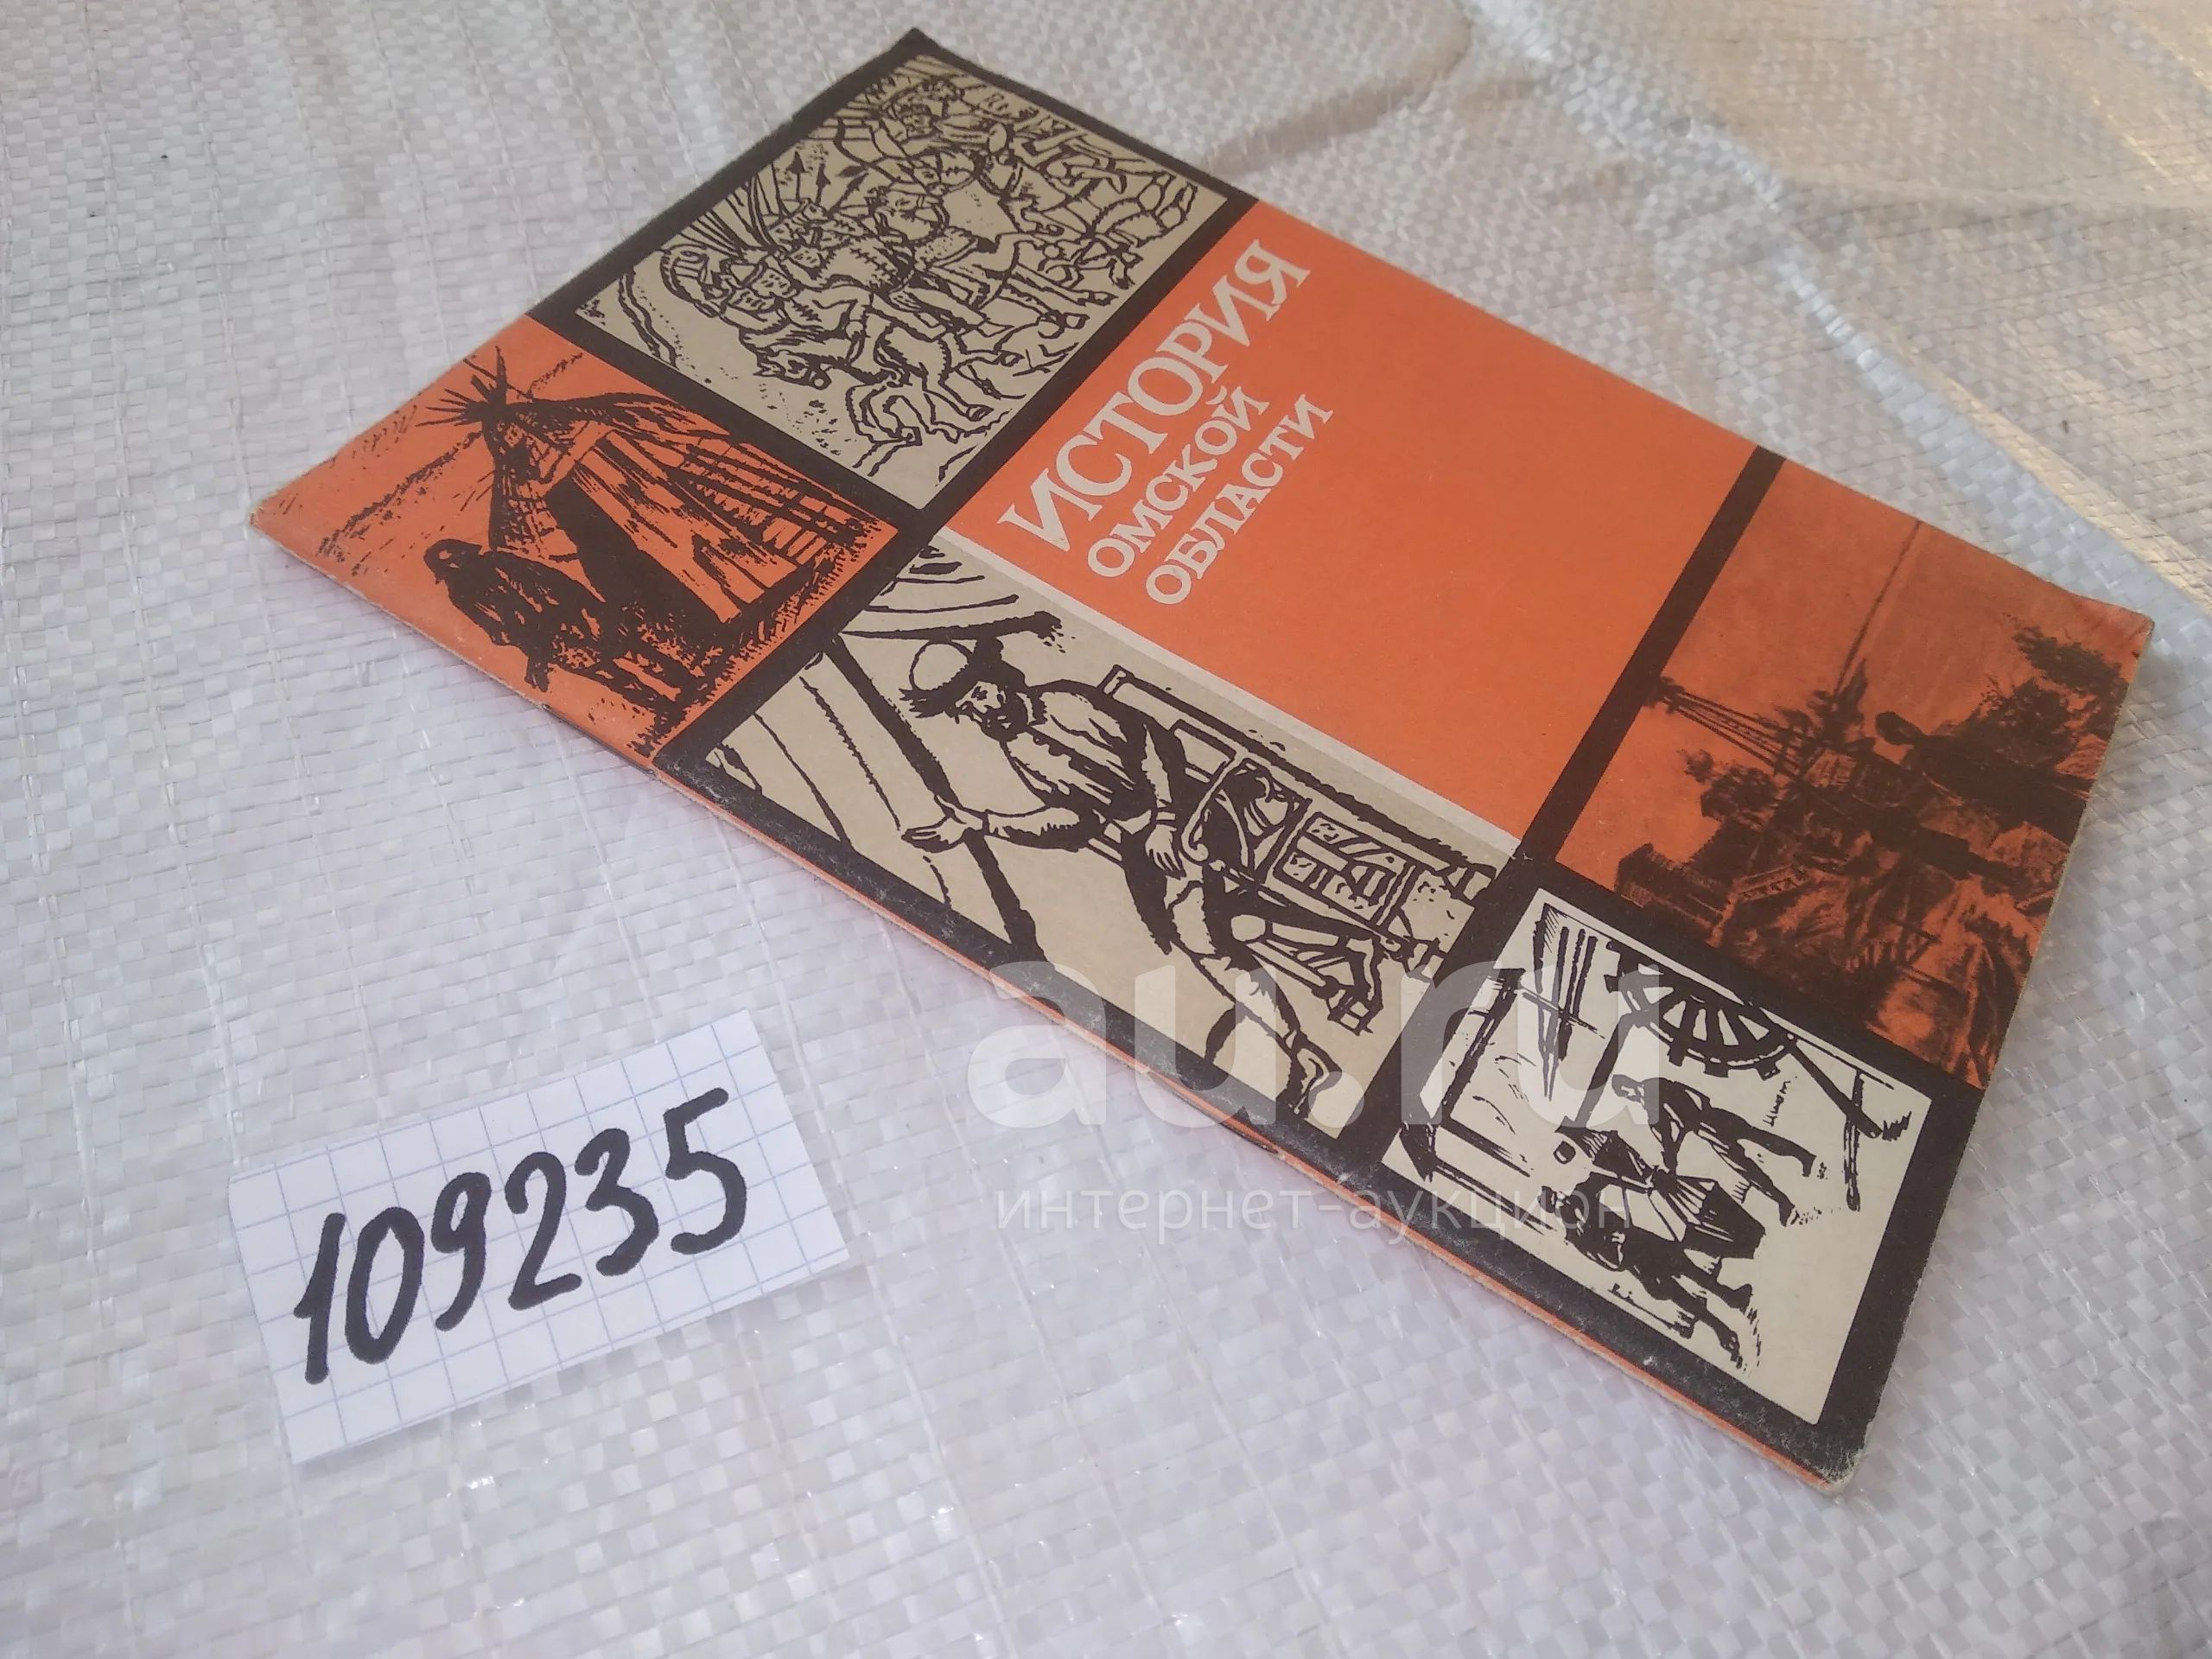 ИСТОРИЯ
ОМСКОЙ
ОБЛАСТИ
au.ru
интернет-аукцион
109235